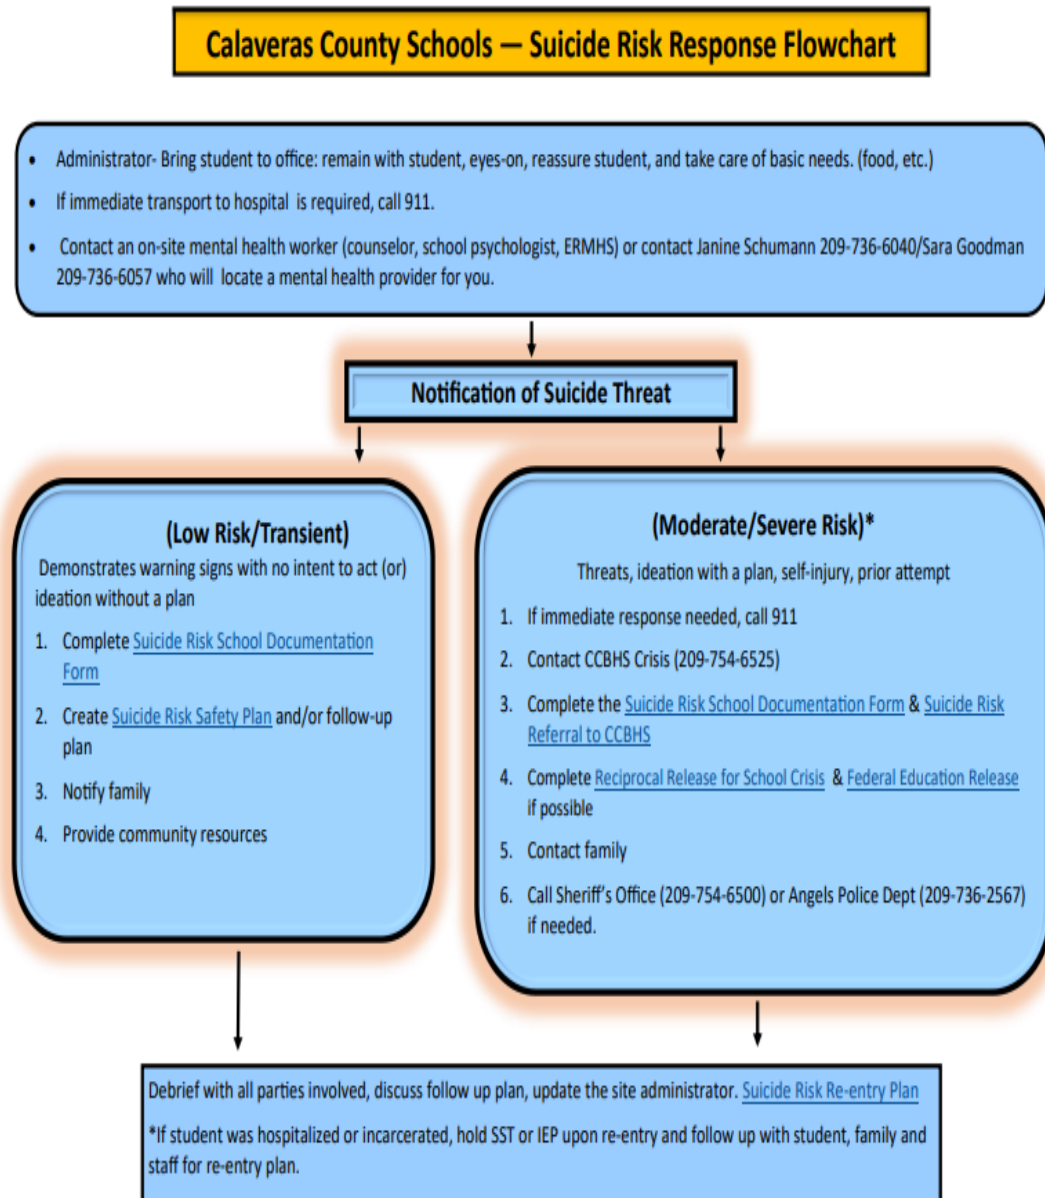 Calaveras County Schools — Suicide Risk Response Flowchart
• Administrator- Bring student to office: remain with student, eyes-on, reassure student, and take care of basic needs. (food, etc.)
• If immediate transport to hospital is required, call 911.
• Contact an on-site mental health worker (counselor, school psychologist, ERMHS) or contact Janine Schumann 209-736-6040/Sara Goodman
209-736-6057 who will locate a mental health provider for you.
Notification of Suicide Threat
(Low Risk/Transient)
Demonstrates warning signs with no intent to act (or)
ideation without a plan
1. Complete Suicide Risk School Documentation
Form
2. Create Suicide Risk Safety Plan and/or follow-up
plan
3. Notify family
4. Provide community resources
(Moderate/Severe Risk)*
Threats, ideation with a plan, self-injury, prior attempt
1. If immediate response needed, call 911
2. Contact CCBHS Crisis (209-754-6525)
3. Complete the Suicide Risk School Documentation Form & Suicide Risk
Referral to CCBHS
4. Complete Reciprocal Release for School Crisis & Federal Education Release
if possible
5. Contact family
6. Call Sheriff's Office (209-754-6500) or Angels Police Dept (209-736-2567)
if needed.
Debrief with all parties involved, discuss follow up plan, update the site administrator. Suicide Risk Re-entry Plan
*If student was hospitalized or incarcerated, hold SST or IEP upon re-entry and follow up with student, family and
staff for re-entry plan.